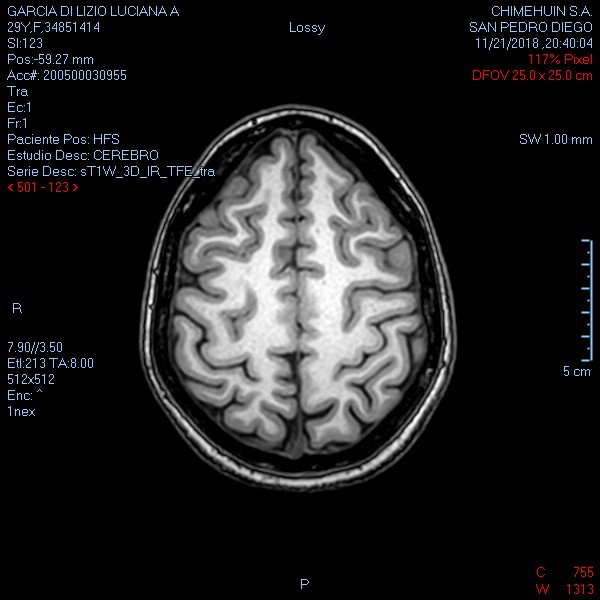 GARCIA DI LIZIO LUCIANA A
29Y,F,34851414
Sl:123
Pos:-59.27 mm
Acc#: 200500030955
Tra
Ec:1
Fr:1
Paciente Pos: HFS
Estudio Desc: CEREBRO
Serie Desc: sT1W_3D_IR_TFE_tra
< 501 - 123 >
Lossy
CHIMEHUIN S.A.
SAN PEDRO DIEGO
11/21/2018 ,20:40:04
117% Pixel
DFOV 25.0 x 25.0 cm
SW 1.00 mm
R
7.90//3.50
Etl:213 TA:8.00
512x512
Enc: ^
1nex
5 cm
P
C 755
W 1313